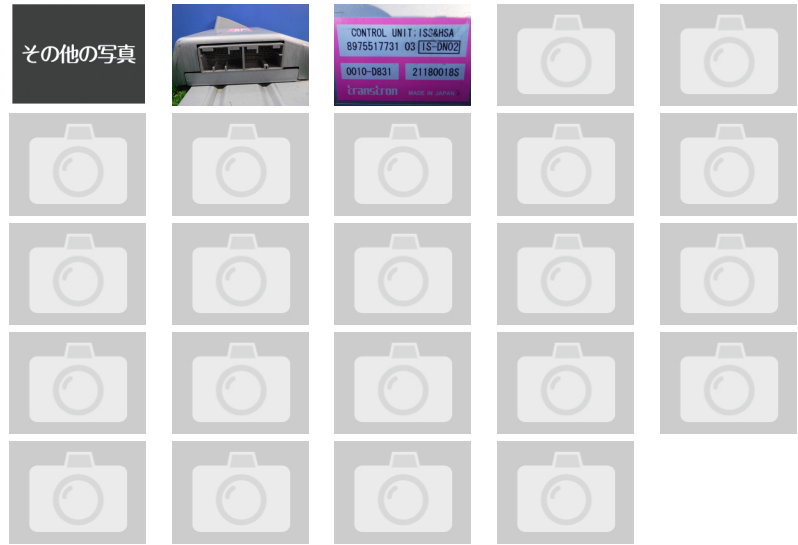 その他の写真
CONTROL UNIT:ISS&HSA
8975517731 03 IS-DN02
0010-D831 21180018S
transtron MADE IN JAPAN